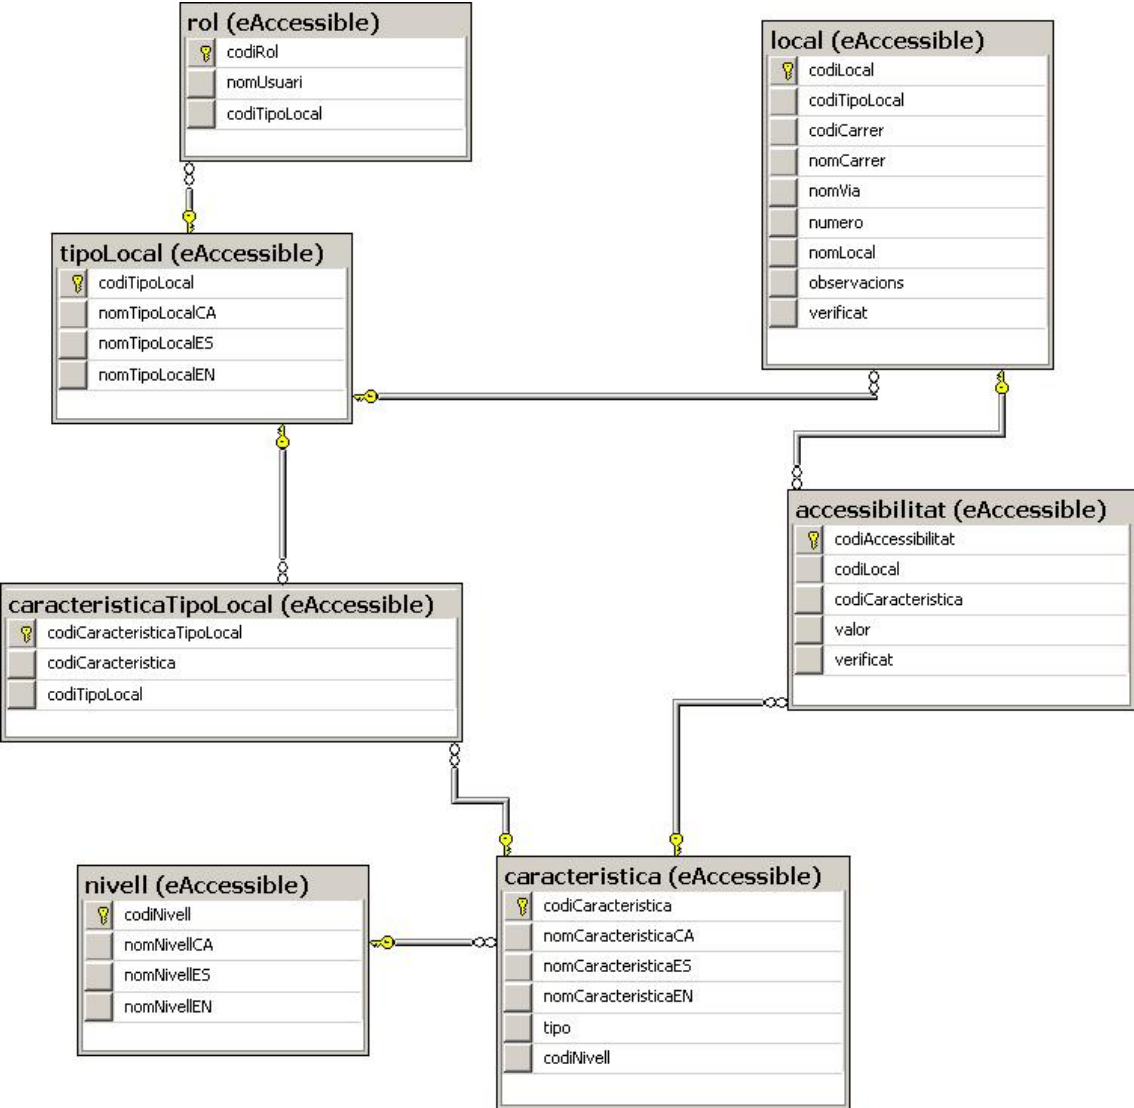 rol (eAccessible)
codiRol
nomUsuari
codiTipoLocal
local (eAccessible)
codiLocal
codiTipoLocal
codiCarrer
nomCarrer
nomVia
numero
nomLocal
observacions
verificat
tipoLocal (eAccessible)
codiTipoLocal
nomTipoLocalCA
nomTipoLocalES
nomTipoLocalEN
accessibilitat (eAccessible)
codiAccessibilitat
codiLocal
codiCaracteristica
valor
verificat
caracteristicaTipoLocal (eAccessible)
codiCaracteristicaTipoLocal
codiCaracteristica
codiTipoLocal
nivell (eAccessible)
codiNivell
nomNivellCA
nomNivellES
nomNivellEN
caracteristica (eAccessible)
codiCaracteristica
nomCaracteristicaCA
nomCaracteristicaES
nomCaracteristicaEN
tipo
codiNivell